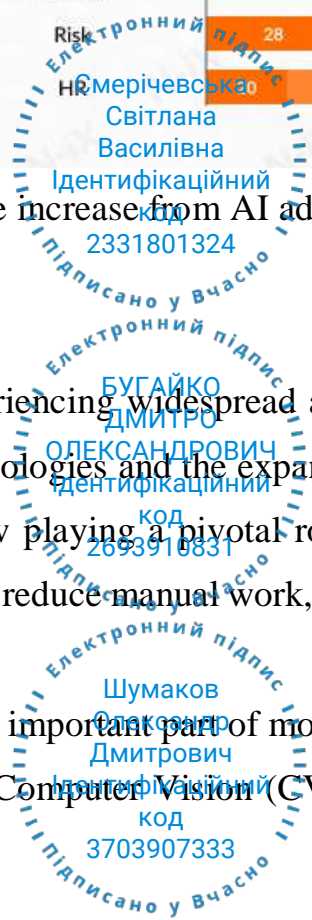 Risk 28
HR 20
Електронний підпис
Смерічевська
Світлана
Василівна
Ідентифікаційний
код
2331801324
Підписано у Вчасно
e increase from AI ad
Електронний підпис
БУГАЙКО
ДМИТРО
ОЛЕКСАНДРОВИЧ
Ідентифікаційний
код
2693910831
Підписано у Вчасно
riencing widespread a
ologies and the expan
playing a pivotal ro
reduce manual work,
Електронний підпис
Шумаков
Олександр
Дмитрович
Ідентифікаційний
код
3703907333
Підписано у Вчасно
important part of mo
Computer Vision (CV